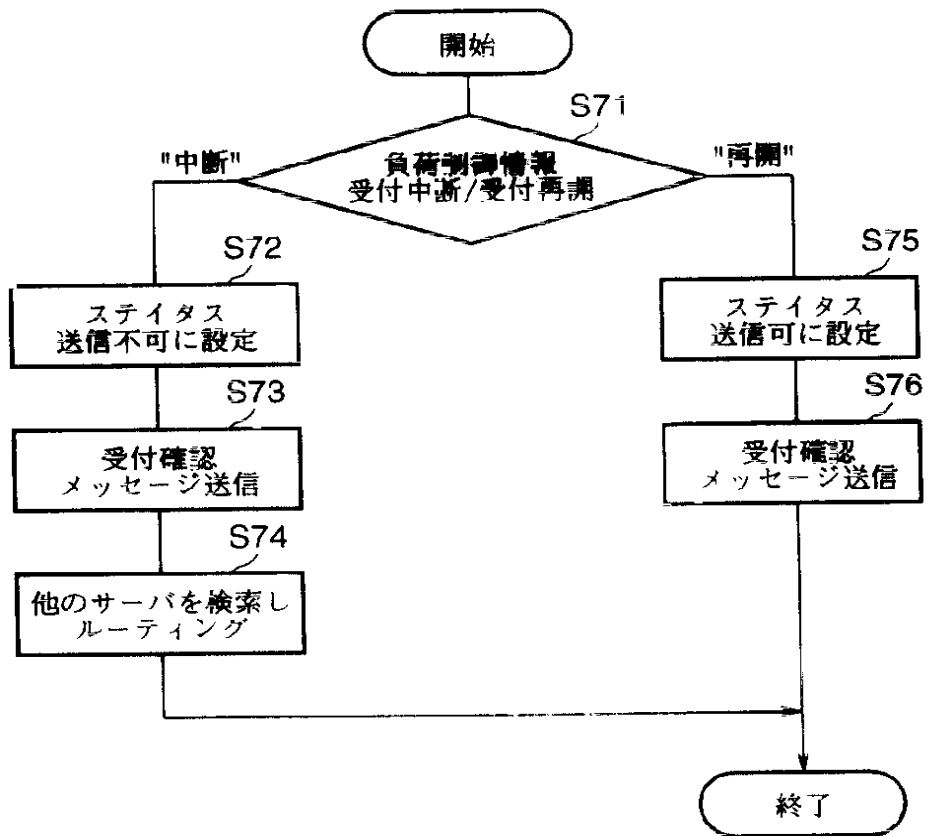 開始
S71
負荷制御情報
受付中断/受付再開
"中断"
"再開"
S72
ステイタス
送信不可に設定
S73
受付確認
メッセージ送信
S74
他のサーバを検索し
ルーティング
S75
ステイタス
送信可に設定
S76
受付確認
メッセージ送信
終了